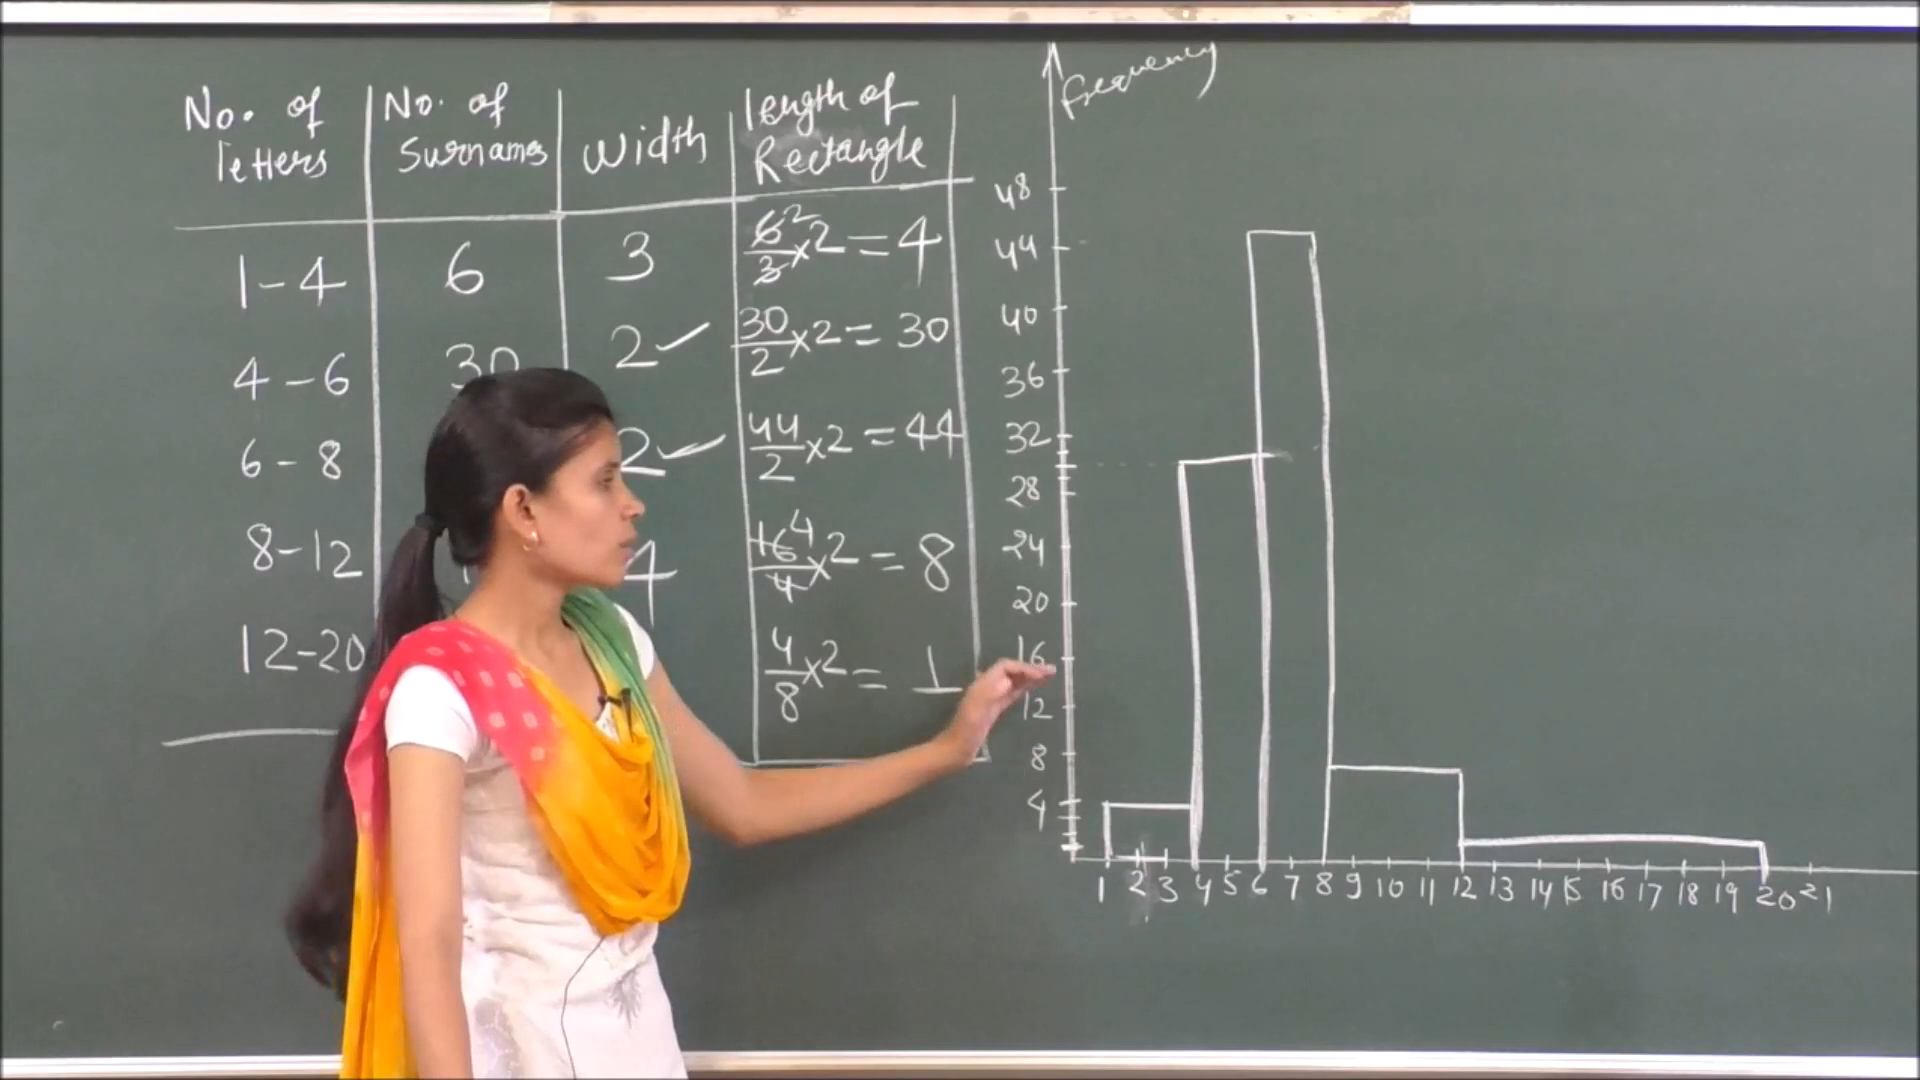 No. of letters
No. of Surnames
Width
length of Rectangle
1-4 6 3 6/3 2 x2 = 4
4-6 30 2 ✓ 30/2 x2 = 30
6-8 2 ✓ 44/2 x2 = 44
8-12 4 16/4 4 x2 = 8
12-20 4/8 x2 = 1
frequency
48
44
40
36
32
28
24
20
16
12
8
4
1 2 3 4 5 6 7 8 9 10 11 12 13 14 15 16 17 18 19 20 21